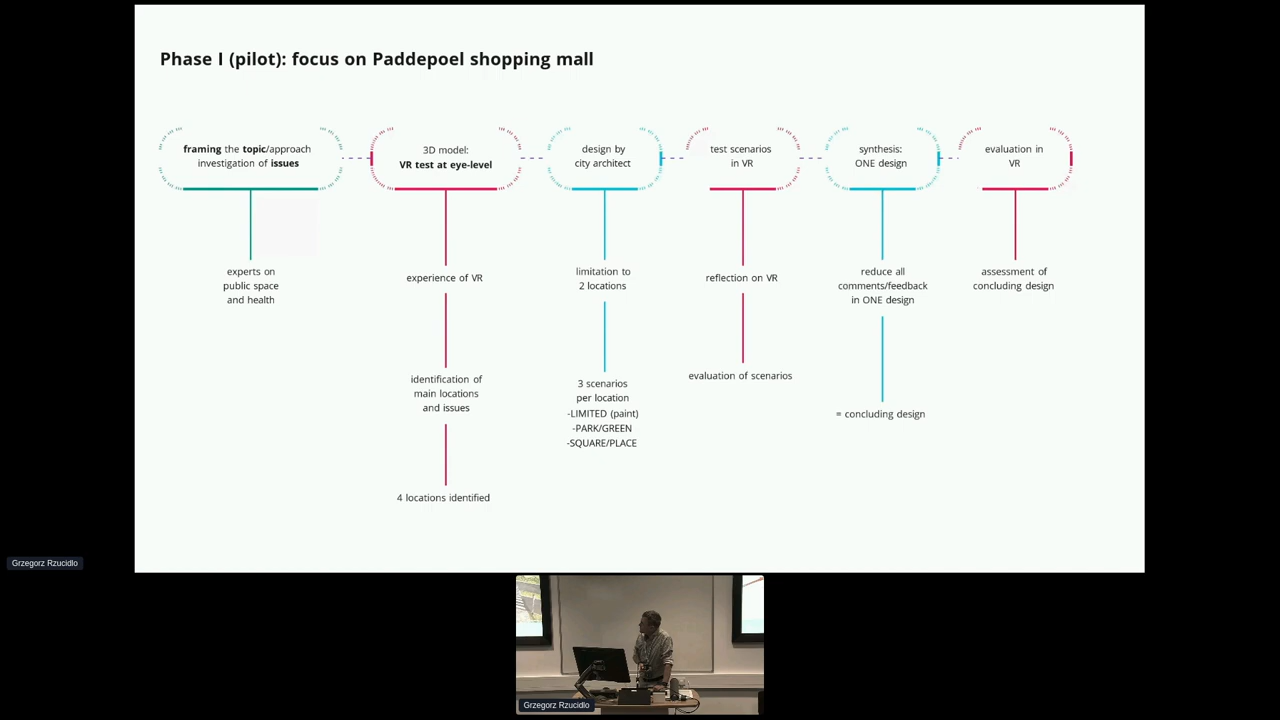 Phase I (pilot): focus on Paddepoel shopping mall
framing the topic/approach
investigation of issues
3D model:
VR test at eye-level
design by
city architect
test scenarios
in VR
synthesis:
ONE design
evaluation in
VR
experts on
public space
and health
experience of VR
identification of
main locations
and issues
4 locations identified
limitation to
2 locations
3 scenarios
per location
-LIMITED (paint)
-PARK/GREEN
-SQUARE/PLACE
reflection on VR
evaluation of scenarios
reduce all
comments/feedback
in ONE design
= concluding design
assessment of
concluding design
Grzegorz Rzucidlo
Grzegorz Rzucidlo